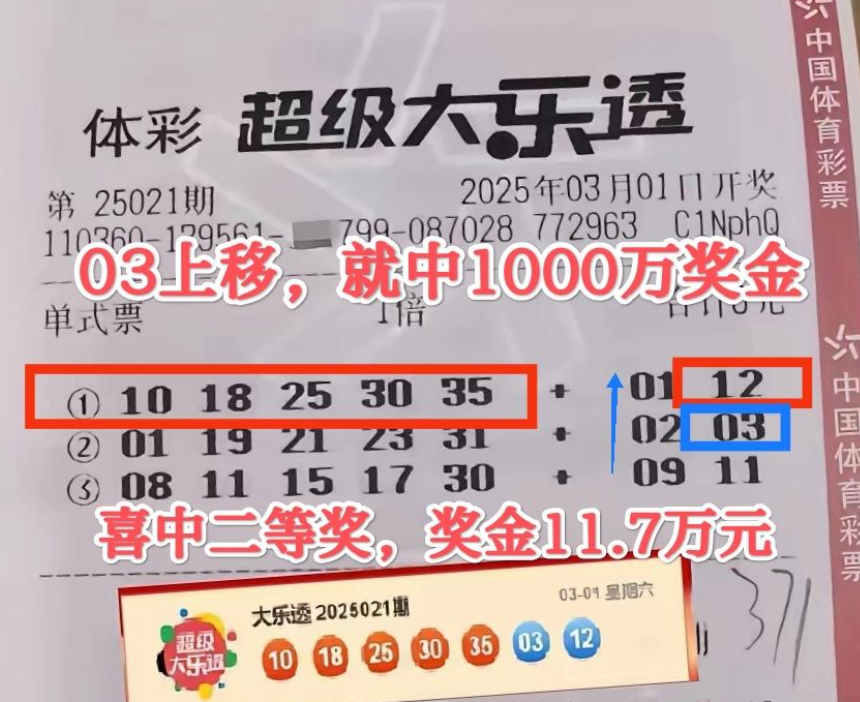 体彩 超级大乐透
第 25021期 2025年03月01日开奖
110360-179561- 799-087028 772963 C1NphQ
03上移，就中1000万奖金
单式票 1倍 合计6元
① 10 18 25 30 35 + 01 12
② 01 19 21 23 31 + 02 03
③ 08 11 15 17 30 + 09 11
喜中二等奖，奖金11.7万元
大乐透 2025021期 03-01 星期六
超级
大乐透
10 18 25 30 35 03 12
371
中国体育彩票
中国体育彩票